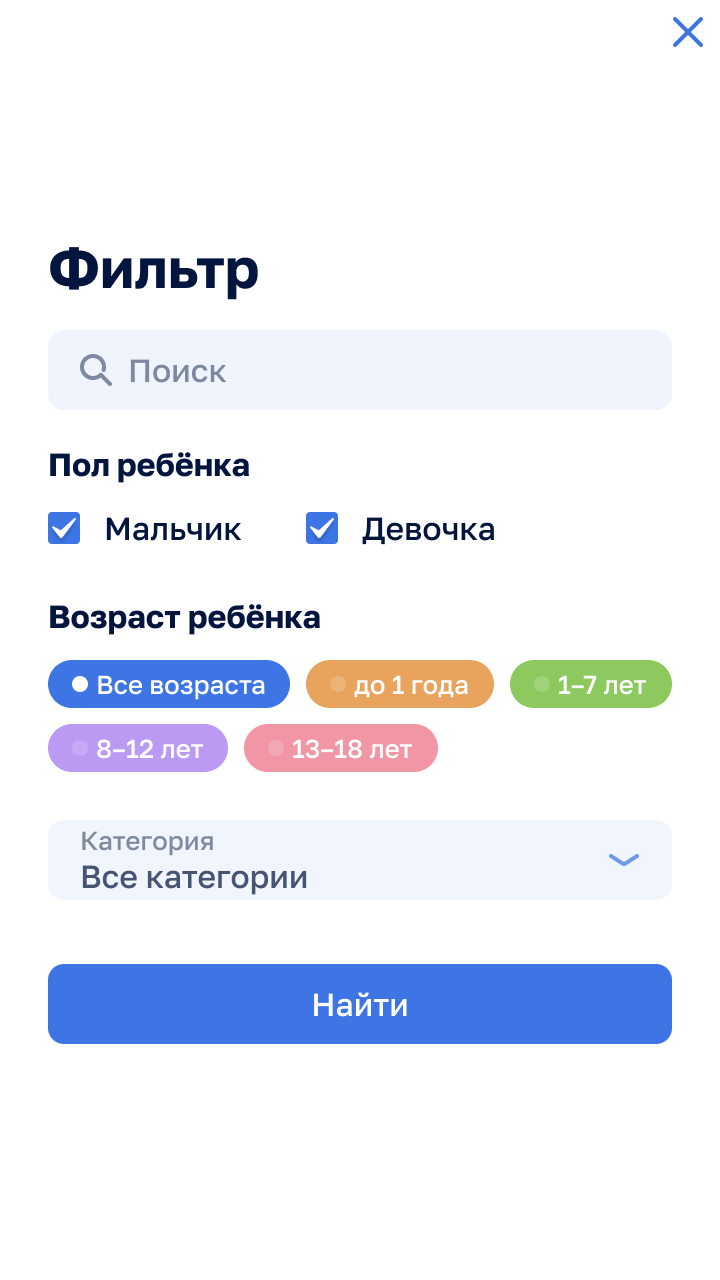 Фильтр
Поиск
Пол ребёнка
Мальчик Девочка
Возраст ребёнка
Все возраста до 1 года 1–7 лет
8–12 лет 13–18 лет
Категория
Все категории
Найти